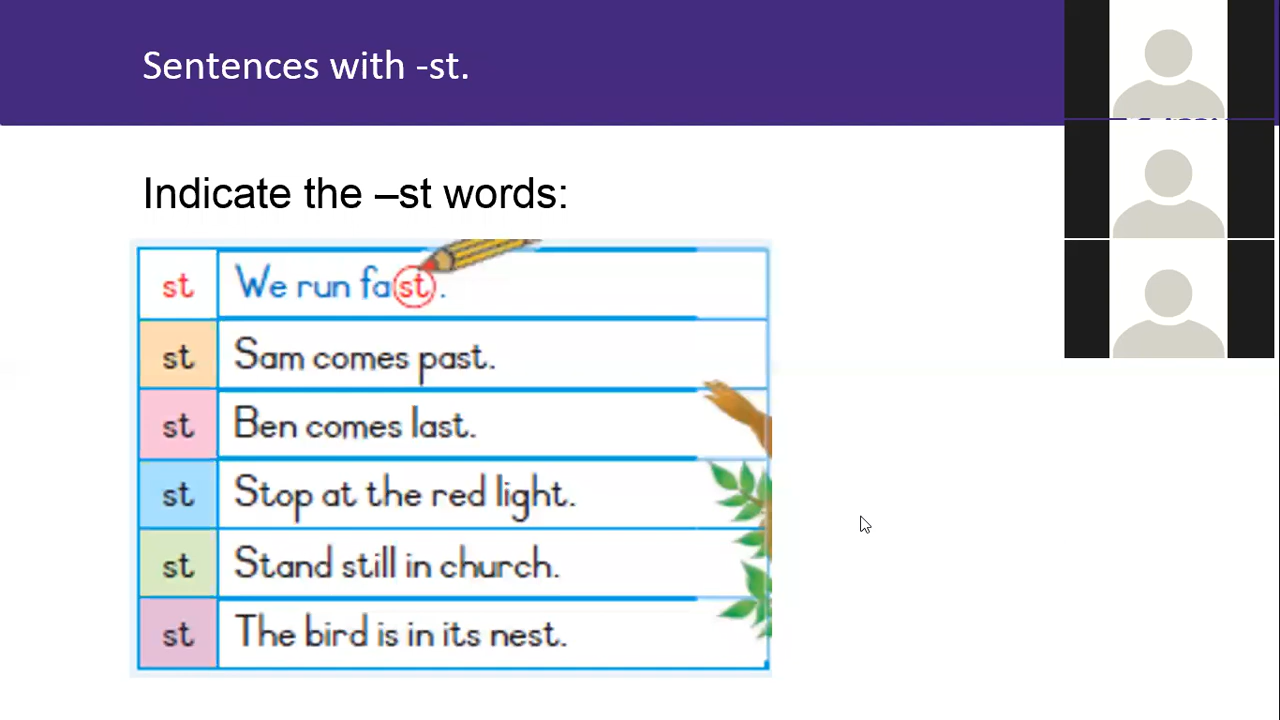 Sentences with -st.
Indicate the –st words:
st We run fast.
st Sam comes past.
st Ben comes last.
st Stop at the red light.
st Stand still in church.
st The bird is in its nest.